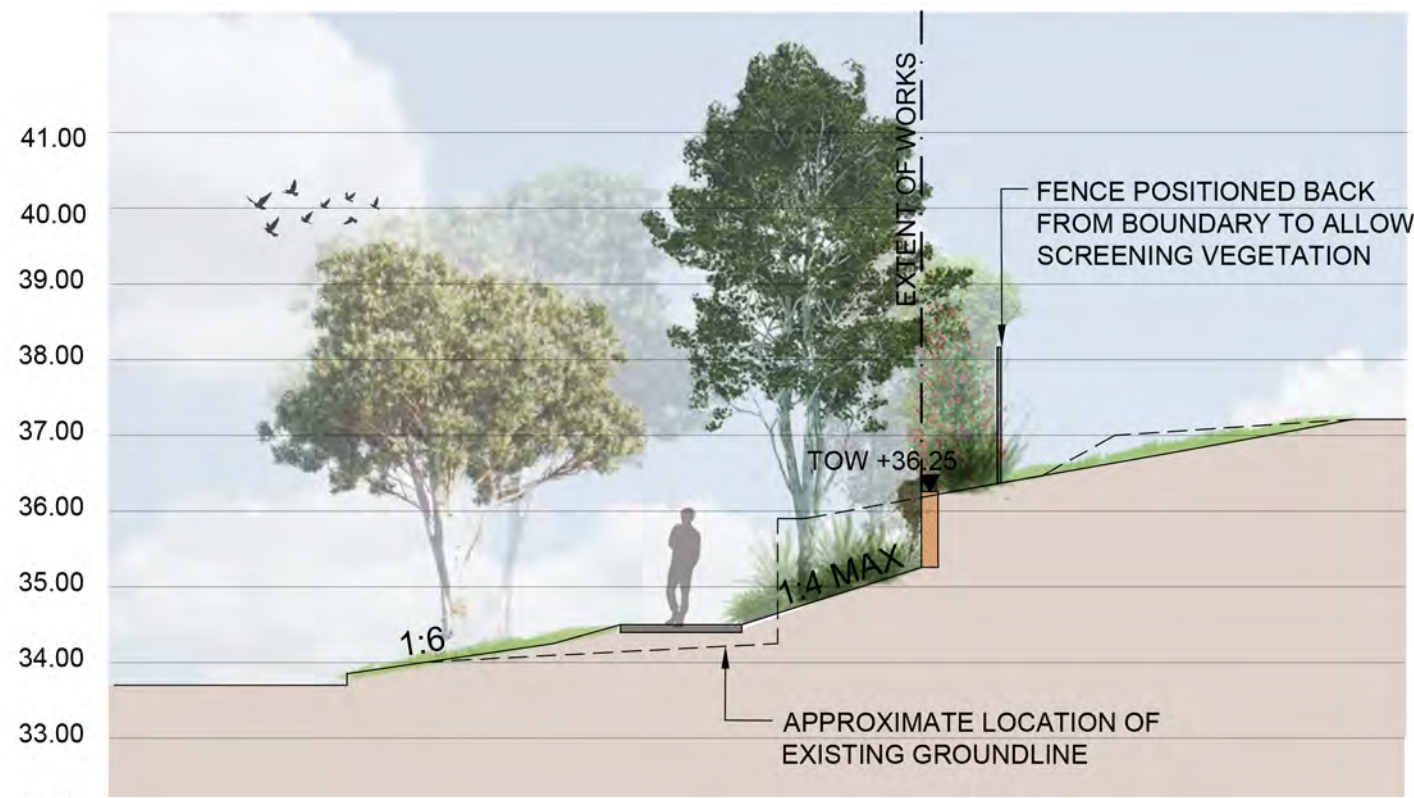 EXTENT OF WORKS
41.00
40.00
39.00
38.00
37.00
36.00
35.00
34.00
33.00
FENCE POSITIONED BACK
FROM BOUNDARY TO ALLOW
SCREENING VEGETATION
TOW +36.25
1:4 MAX
1:6
APPROXIMATE LOCATION OF
EXISTING GROUNDLINE